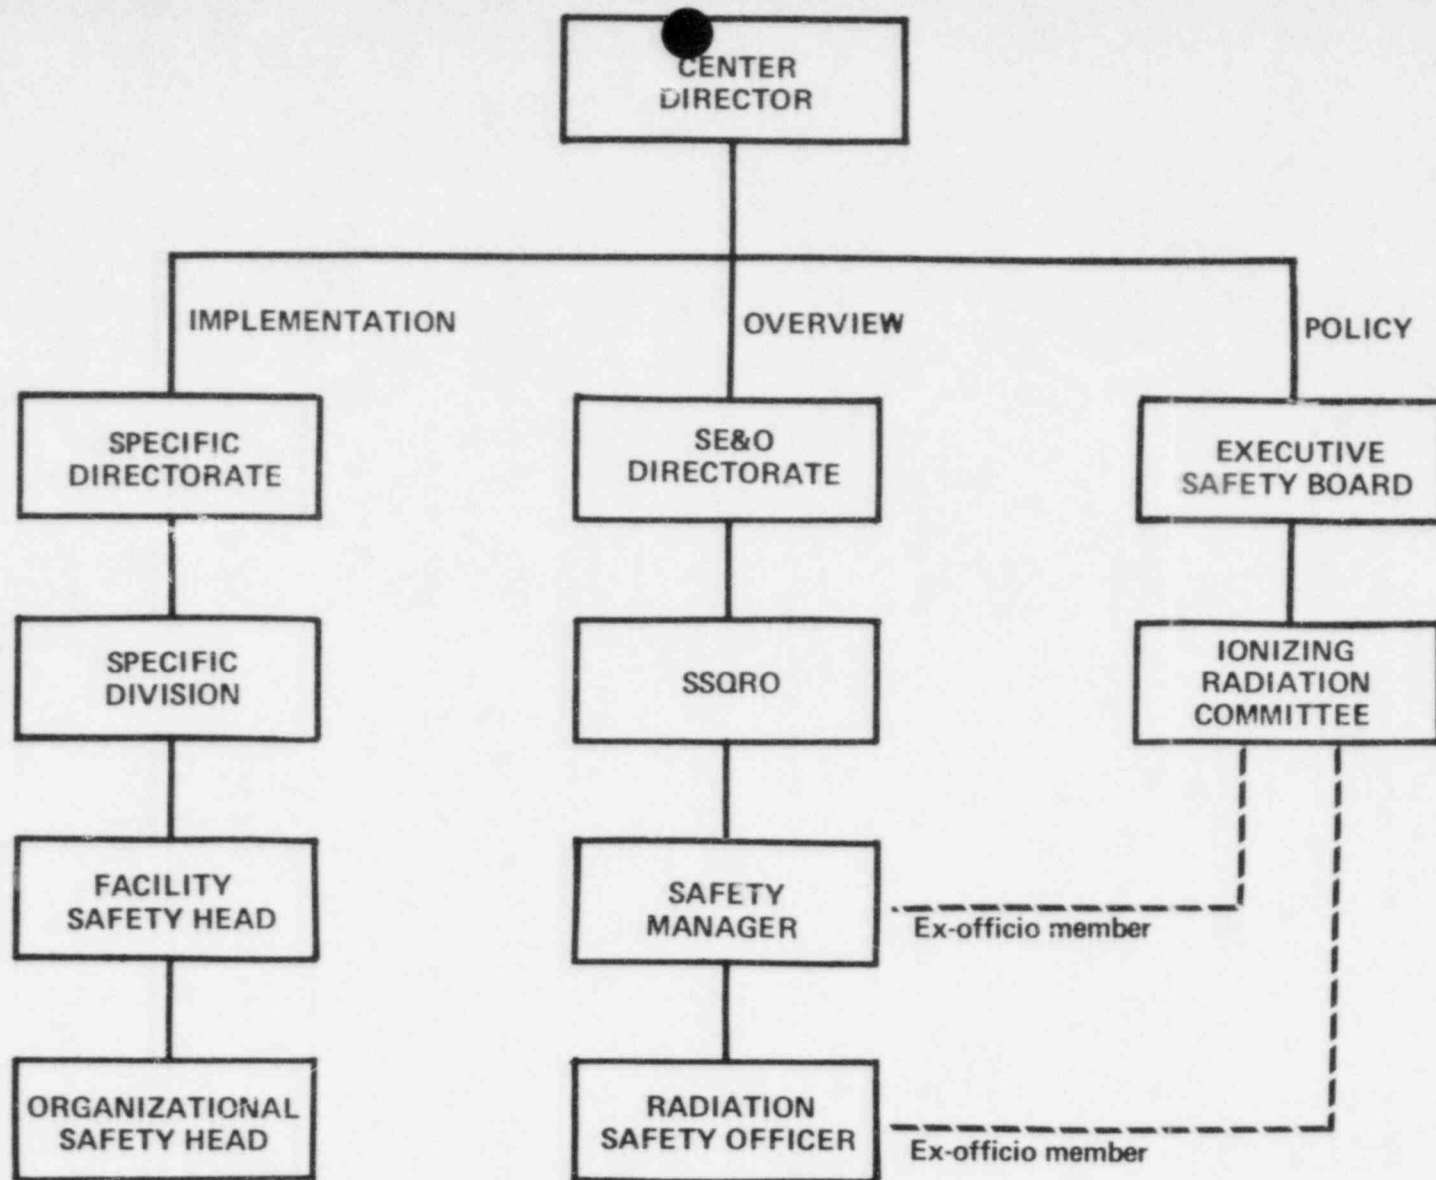 CENTER
DIRECTOR
IMPLEMENTATION
OVERVIEW
POLICY
SPECIFIC
DIRECTORATE
SE&O
DIRECTORATE
EXECUTIVE
SAFETY BOARD
SPECIFIC
DIVISION
SSQRO
IONIZING
RADIATION
COMMITTEE
FACILITY
SAFETY HEAD
SAFETY
MANAGER
Ex-officio member
ORGANIZATIONAL
SAFETY HEAD
RADIATION
SAFETY OFFICER
Ex-officio member